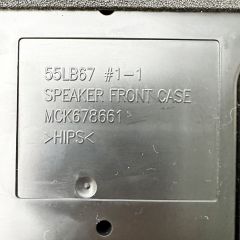 55LB67 #1-1
SPEAKER FRONT CASE
MCK678661
>HIPS<